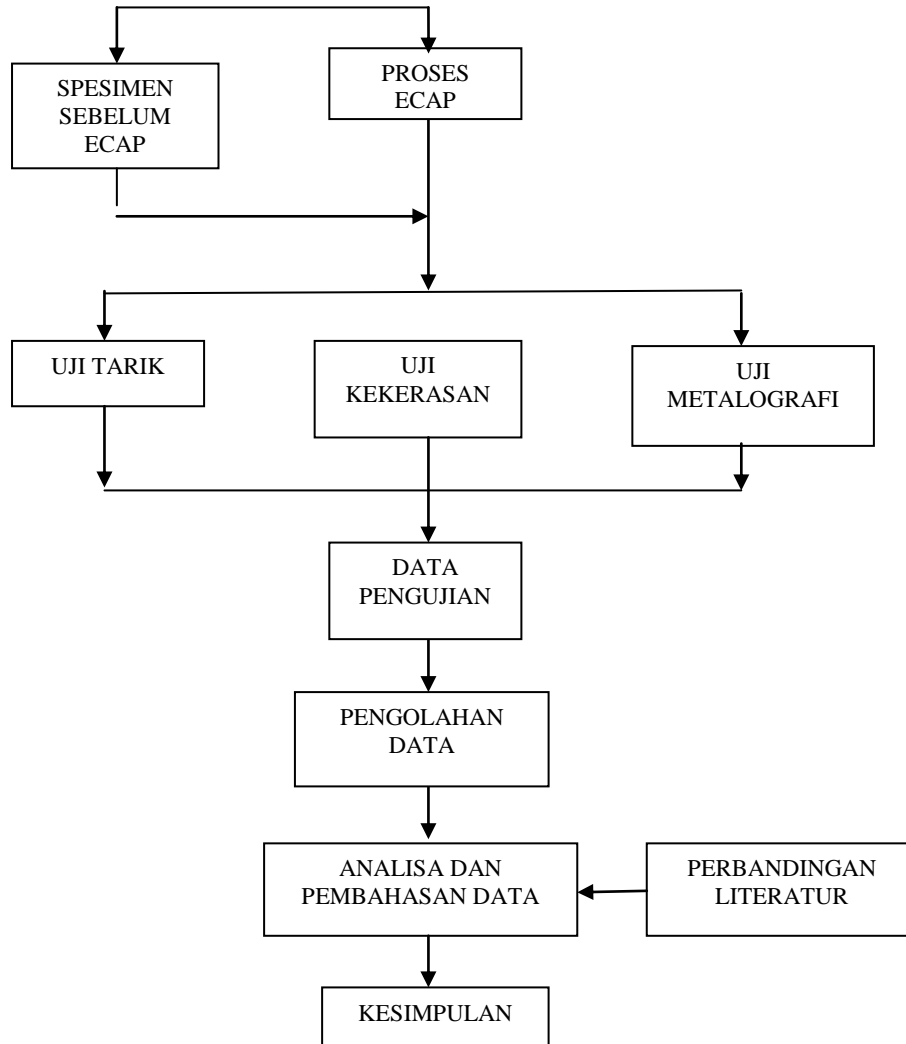 SPESIMEN
SEBELUM
ECAP
PROSES
ECAP
UJI TARIK
UJI
KEKERASAN
UJI
METALOGRAFI
DATA
PENGUJIAN
PENGOLAHAN
DATA
ANALISA DAN
PEMBAHASAN DATA
PERBANDINGAN
LITERATUR
KESIMPULAN